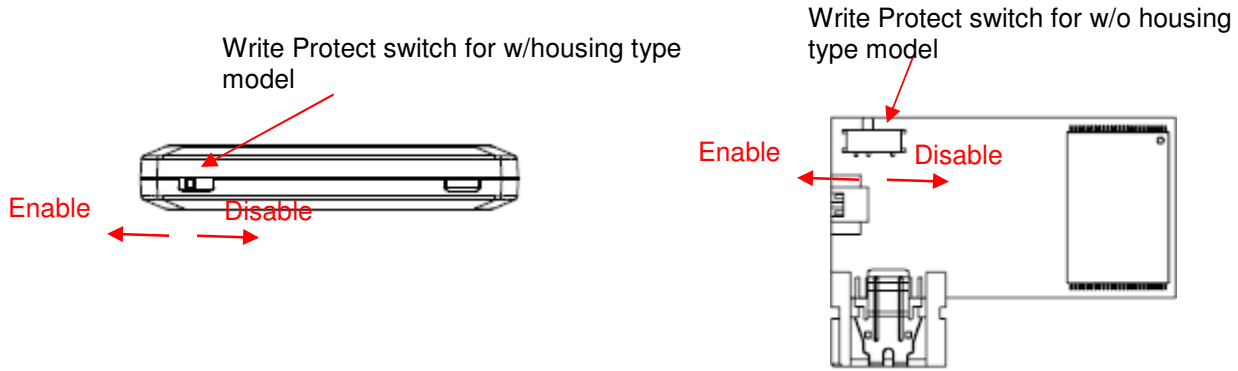 Write Protect switch for w/housing type
model
Enable
Disable
Write Protect switch for w/o housing
type model
Enable
Disable